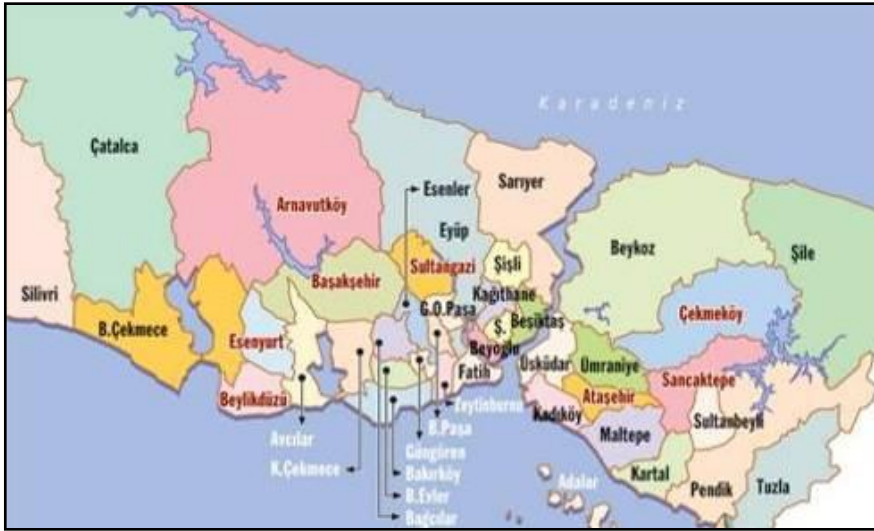 Karadeniz
Çatalca
Sarıyer
Esenler
Arnavutköy
Eyüp
Beykoz
Şile
Sultangazi
Şişli
Başakşehir
Silivri
Kağıthane
G.O.Paşa
Çekmeköy
B.Çekmece
Esenyurt
Ş.
Beşiktaş
Beyoğlu
Üsküdar
Ümraniye
Fatih
Sancaktepe
Beylikdüzü
Ataşehir
Zeytinburnu
Kadıköy
Sultanbeyli
B.Paşa
Avcılar
Maltepe
Güngören
K.Çekmece
Bakırköy
Kartal
Adalar
Pendik
Tuzla
B.Evler
Bağcılar